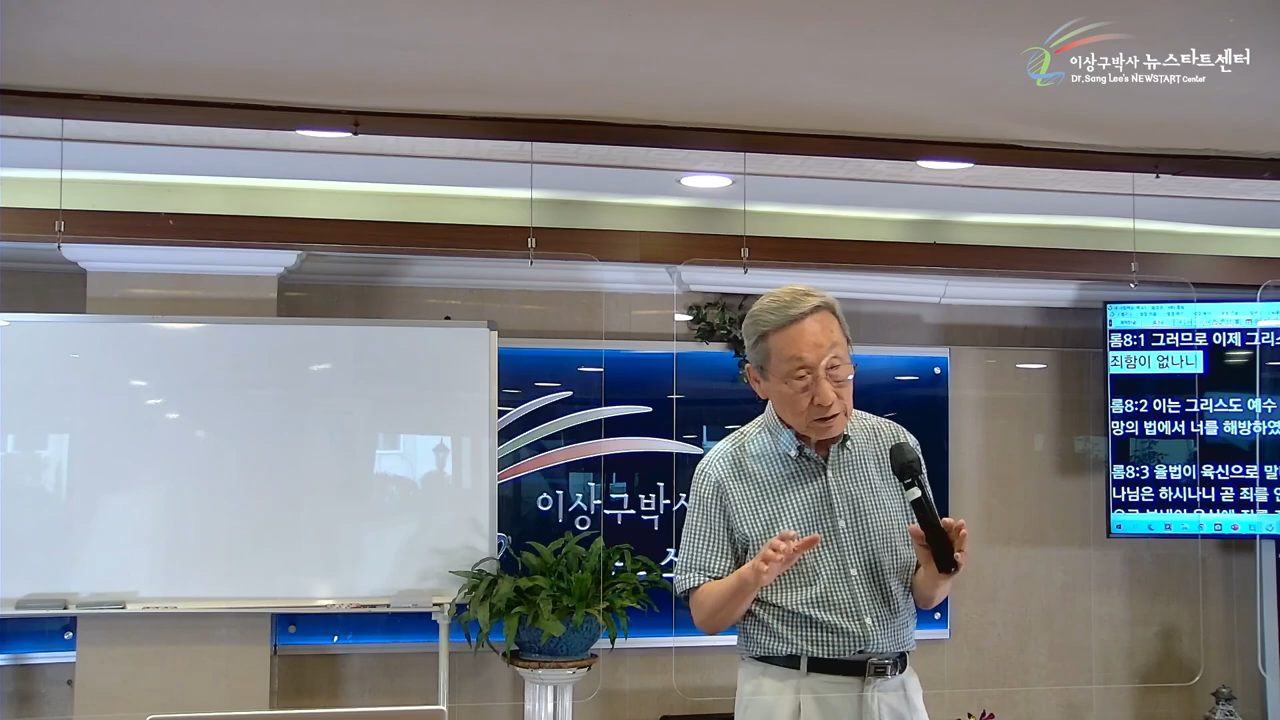 이상구박사 뉴스타트센터
Dr. Sang Lee's NEWSTART Center
롬8:1 그러므로 이제 그리스
죄함이 없나니
롬8:2 이는 그리스도 예수
망의 법에서 너를 해방하였
롬8:3 율법이 육신으로 말
나님은 하시나니 곧 죄를
이상구박사